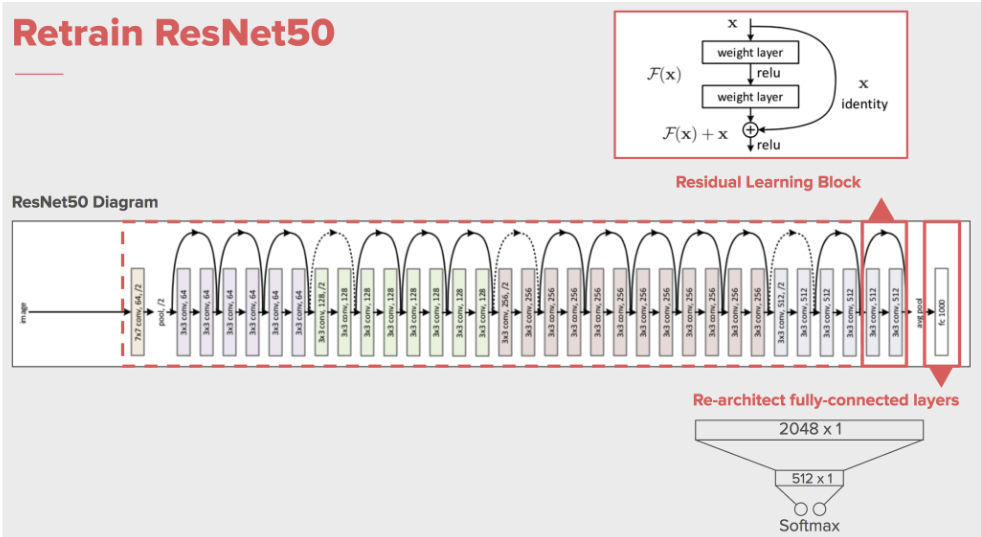 Retrain ResNet50
x
weight layer
relu
F(x)
weight layer
x
identity
F(x) + x
relu
Residual Learning Block
ResNet50 Diagram
image
7x7 conv, 64, /2
pool, /2
3x3 conv, 64
3x3 conv, 64
3x3 conv, 64
3x3 conv, 64
3x3 conv, 64
3x3 conv, 64
3x3 conv, 128, /2
3x3 conv, 128
3x3 conv, 128
3x3 conv, 128
3x3 conv, 128
3x3 conv, 128
3x3 conv, 128
3x3 conv, 128
3x3 conv, 256, /2
3x3 conv, 256
3x3 conv, 256
3x3 conv, 256
3x3 conv, 256
3x3 conv, 256
3x3 conv, 256
3x3 conv, 256
3x3 conv, 256
3x3 conv, 256
3x3 conv, 256
3x3 conv, 256
3x3 conv, 512, /2
3x3 conv, 512
3x3 conv, 512
3x3 conv, 512
3x3 conv, 512
3x3 conv, 512
avg pool
fc 1000
Re-architect fully-connected layers
2048 x 1
512 x 1
Softmax